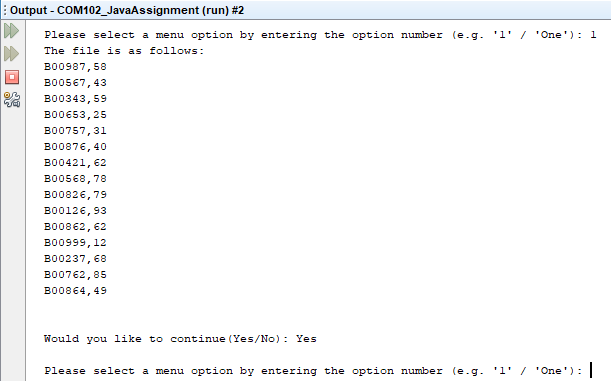 Output - COM102_JavaAssignment (run) #2
Please select a menu option by entering the option number (e.g. '1' / 'One'): 1
The file is as follows:
B00987,58
B00567,43
B00343,59
B00653,25
B00757,31
B00876,40
B00421,62
B00568,78
B00826,79
B00126,93
B00862,62
B00999,12
B00237,68
B00762,85
B00864,49
Would you like to continue(Yes/No): Yes
Please select a menu option by entering the option number (e.g. '1' / 'One'):